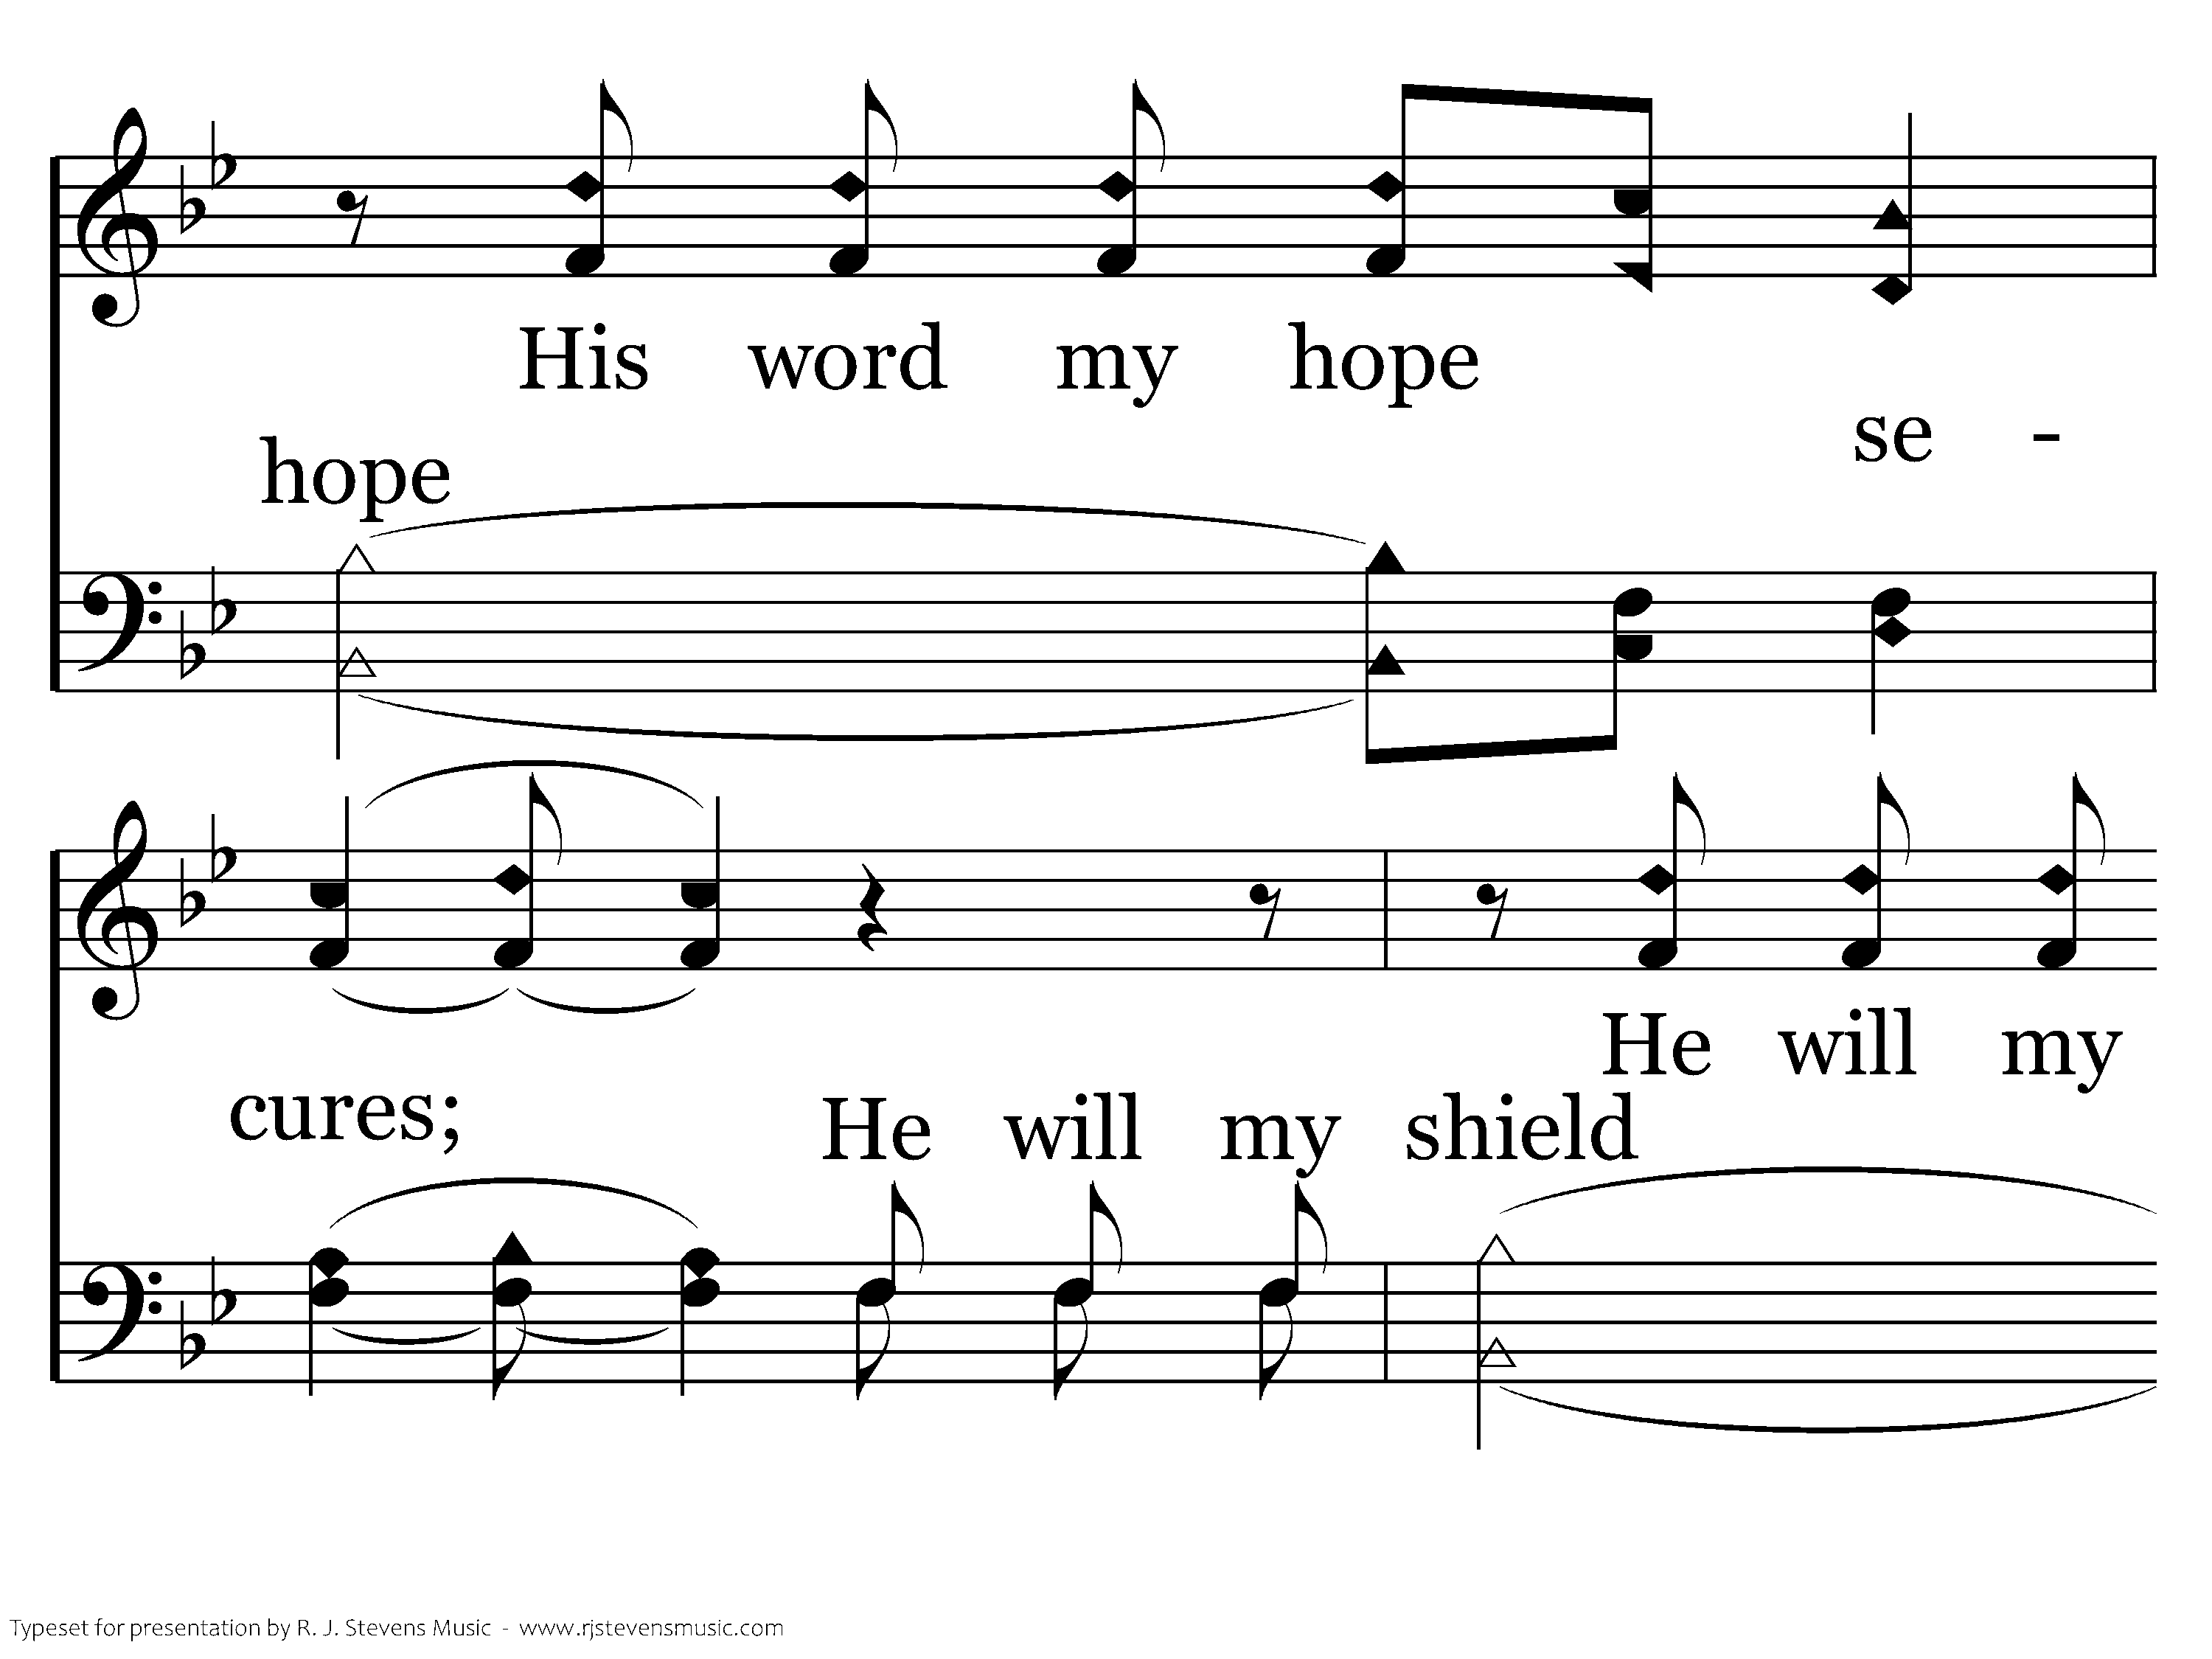 His word my hope
se -
hope
He will my
cures; He will my shield
Typeset for presentation by R. J. Stevens Music - www.rjstevensmusic.com